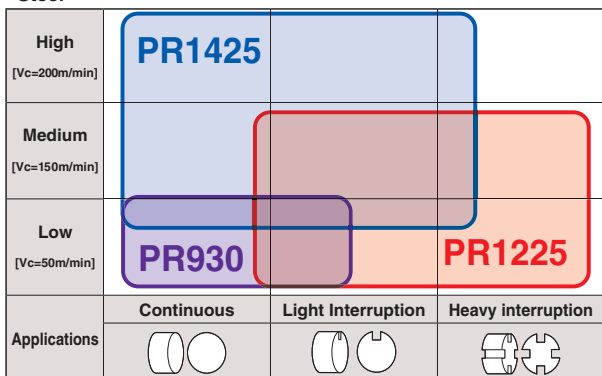 Steel
High
[Vc=200m/min]
PR1425
Medium
[Vc=150m/min]
Low
[Vc=50m/min]
PR930
PR1225
Applications
Continuous
Light Interruption
Heavy interruption